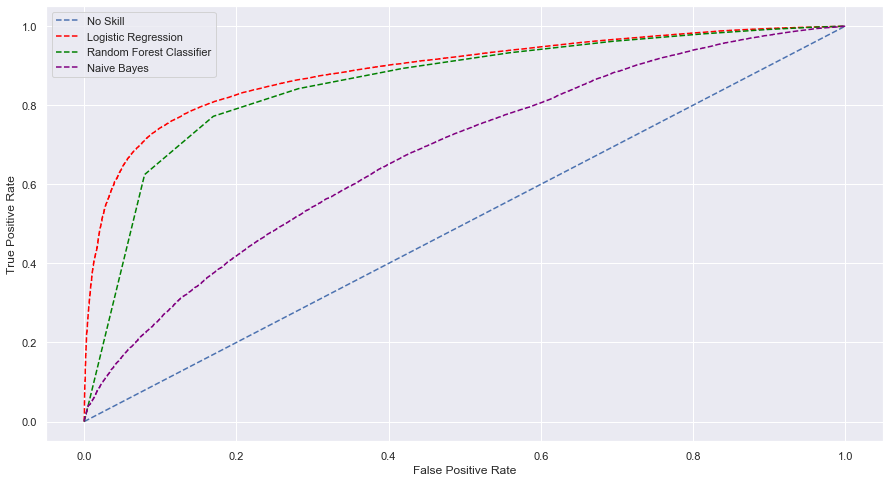 No Skill
Logistic Regression
Random Forest Classifier
Naive Bayes
1.0
0.8
0.6
0.4
0.2
0.0
True Positive Rate
0.0 0.2 0.4 0.6 0.8 1.0
False Positive Rate